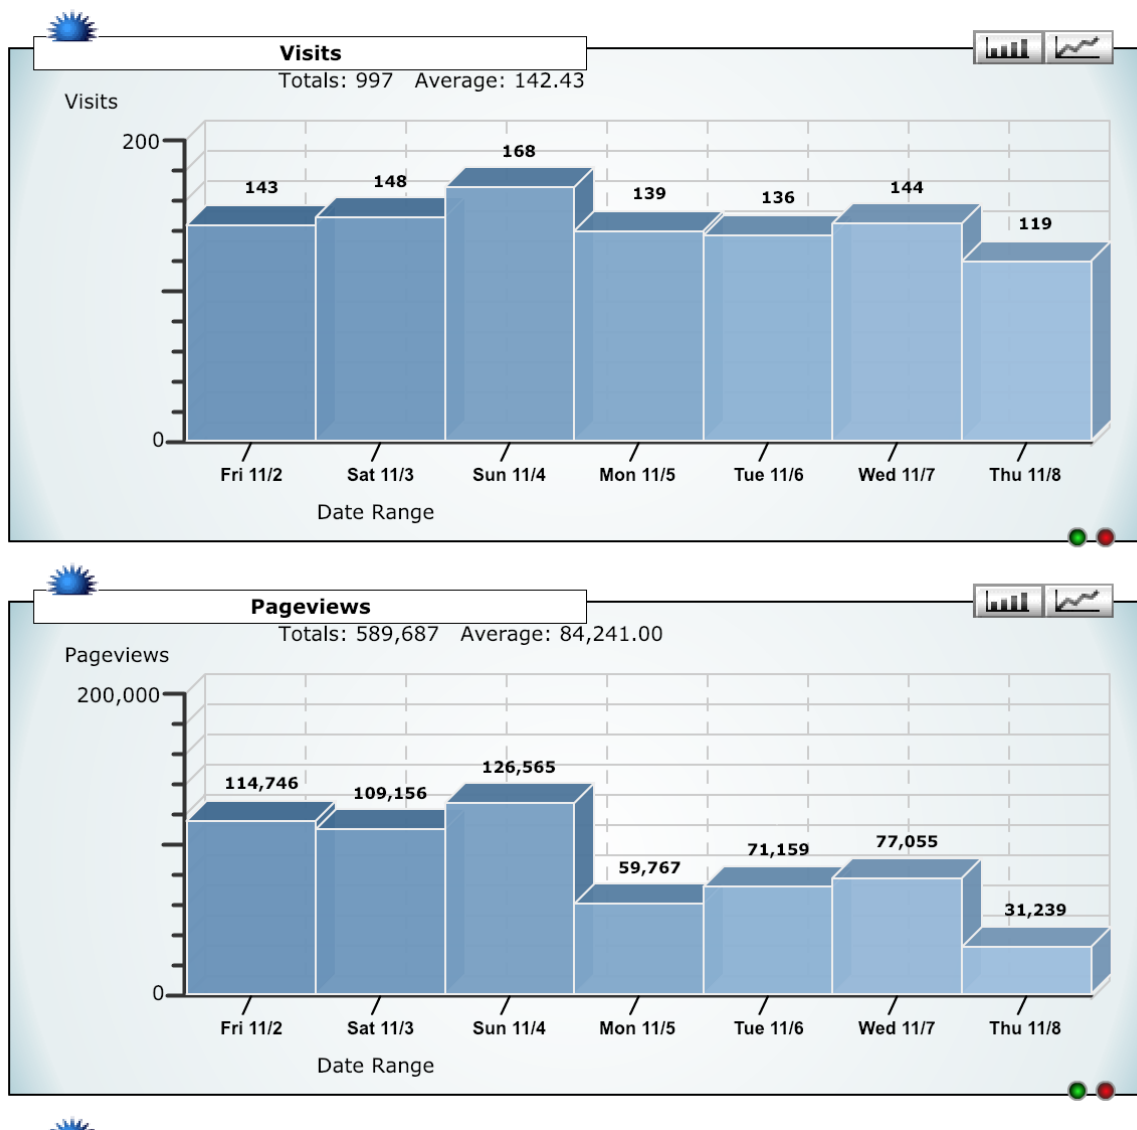 Visits
Totals: 997 Average: 142.43
Visits
200
168
143
148
139
136
144
119
0
Fri 11/2 Sat 11/3 Sun 11/4 Mon 11/5 Tue 11/6 Wed 11/7 Thu 11/8
Date Range
Pageviews
Totals: 589,687 Average: 84,241.00
Pageviews
200,000
114,746
109,156
126,565
59,767
71,159
77,055
31,239
0
Fri 11/2 Sat 11/3 Sun 11/4 Mon 11/5 Tue 11/6 Wed 11/7 Thu 11/8
Date Range